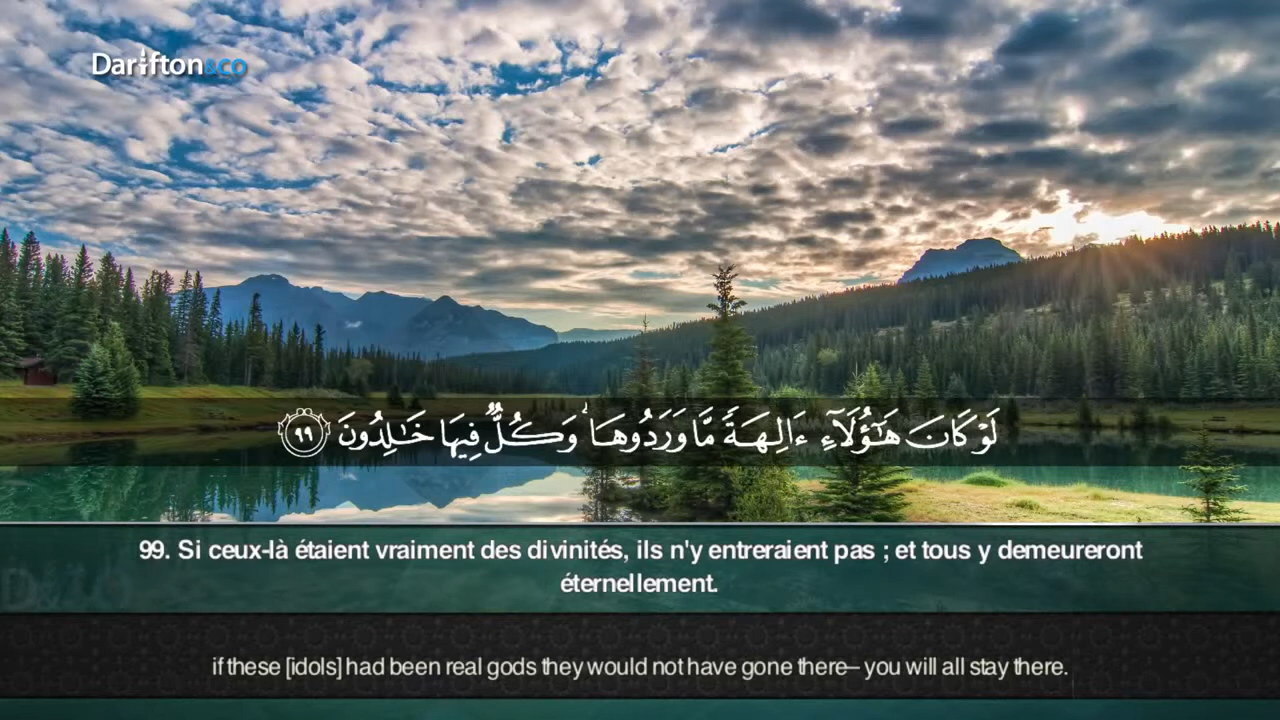 Darifton&co
لَوْ كَانَ هَٰٓؤُلَآءِ ءَالِهَةً مَّا وَرَدُوهَا ۖ وَكُلٌّ فِيهَا خَٰلِدُونَ ٩٩
99. Si ceux-là étaient vraiment des divinités, ils n'y entreraient pas ; et tous y demeureront
éternellement.
if these [idols] had been real gods they would not have gone there– you will all stay there.